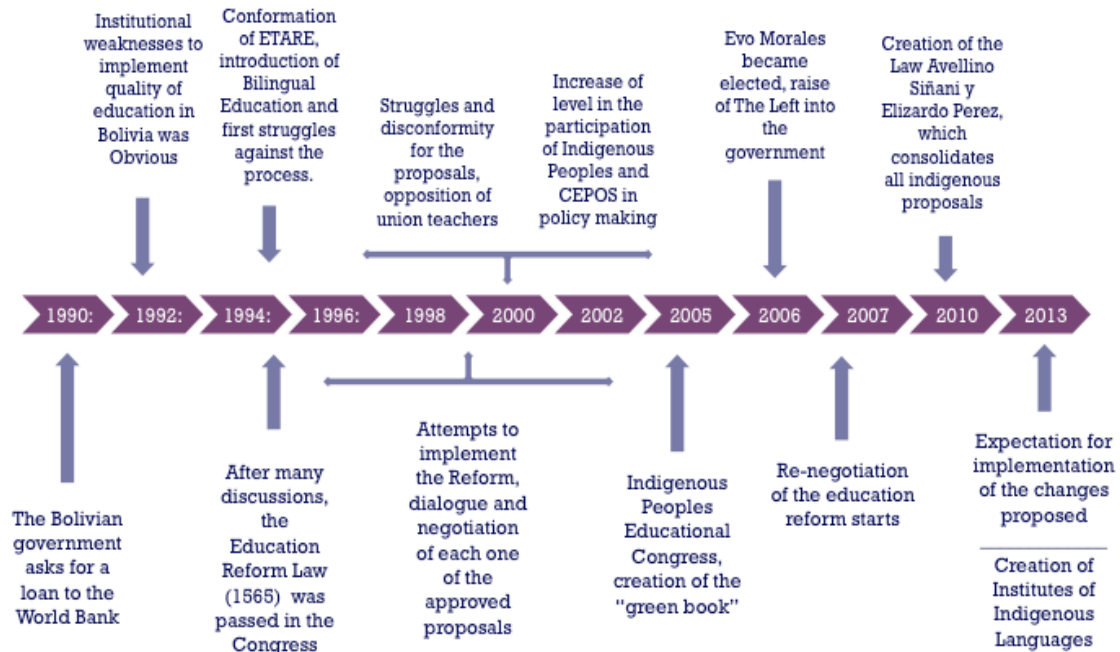 Institutional
weaknesses to
implement
quality of
education in
Bolivia was
Obvious
Conformation
of ETARE,
introduction of
Bilingual
Education and
first struggles
against the
process.
Struggles and
disconformity
for the
proposals,
opposition of
union teachers
Increase of
level in the
participation
of Indigenous
Peoples and
CEPOS in
policy making
Evo Morales
became
elected, raise
of The Left into
the
government
Creation of the
Law Avellino
Siñani y
Elizardo Perez,
which
consolidates
all indigenous
proposals
1990:
1992:
1994:
1996:
1998
2000
2002
2005
2006
2007
2010
2013
The Bolivian
government
asks for a
loan to the
World Bank
After many
discussions,
the
Education
Reform Law
(1565) was
passed in the
Congress
Attempts to
implement
the Reform,
dialogue and
negotiation
of each one
of the
approved
proposals
Indigenous
Peoples
Educational
Congress,
creation of the
“green book”
Re-negotiation
of the education
reform starts
Expectation for
implementation
of the changes
proposed
Creation of
Institutes of
Indigenous
Languages